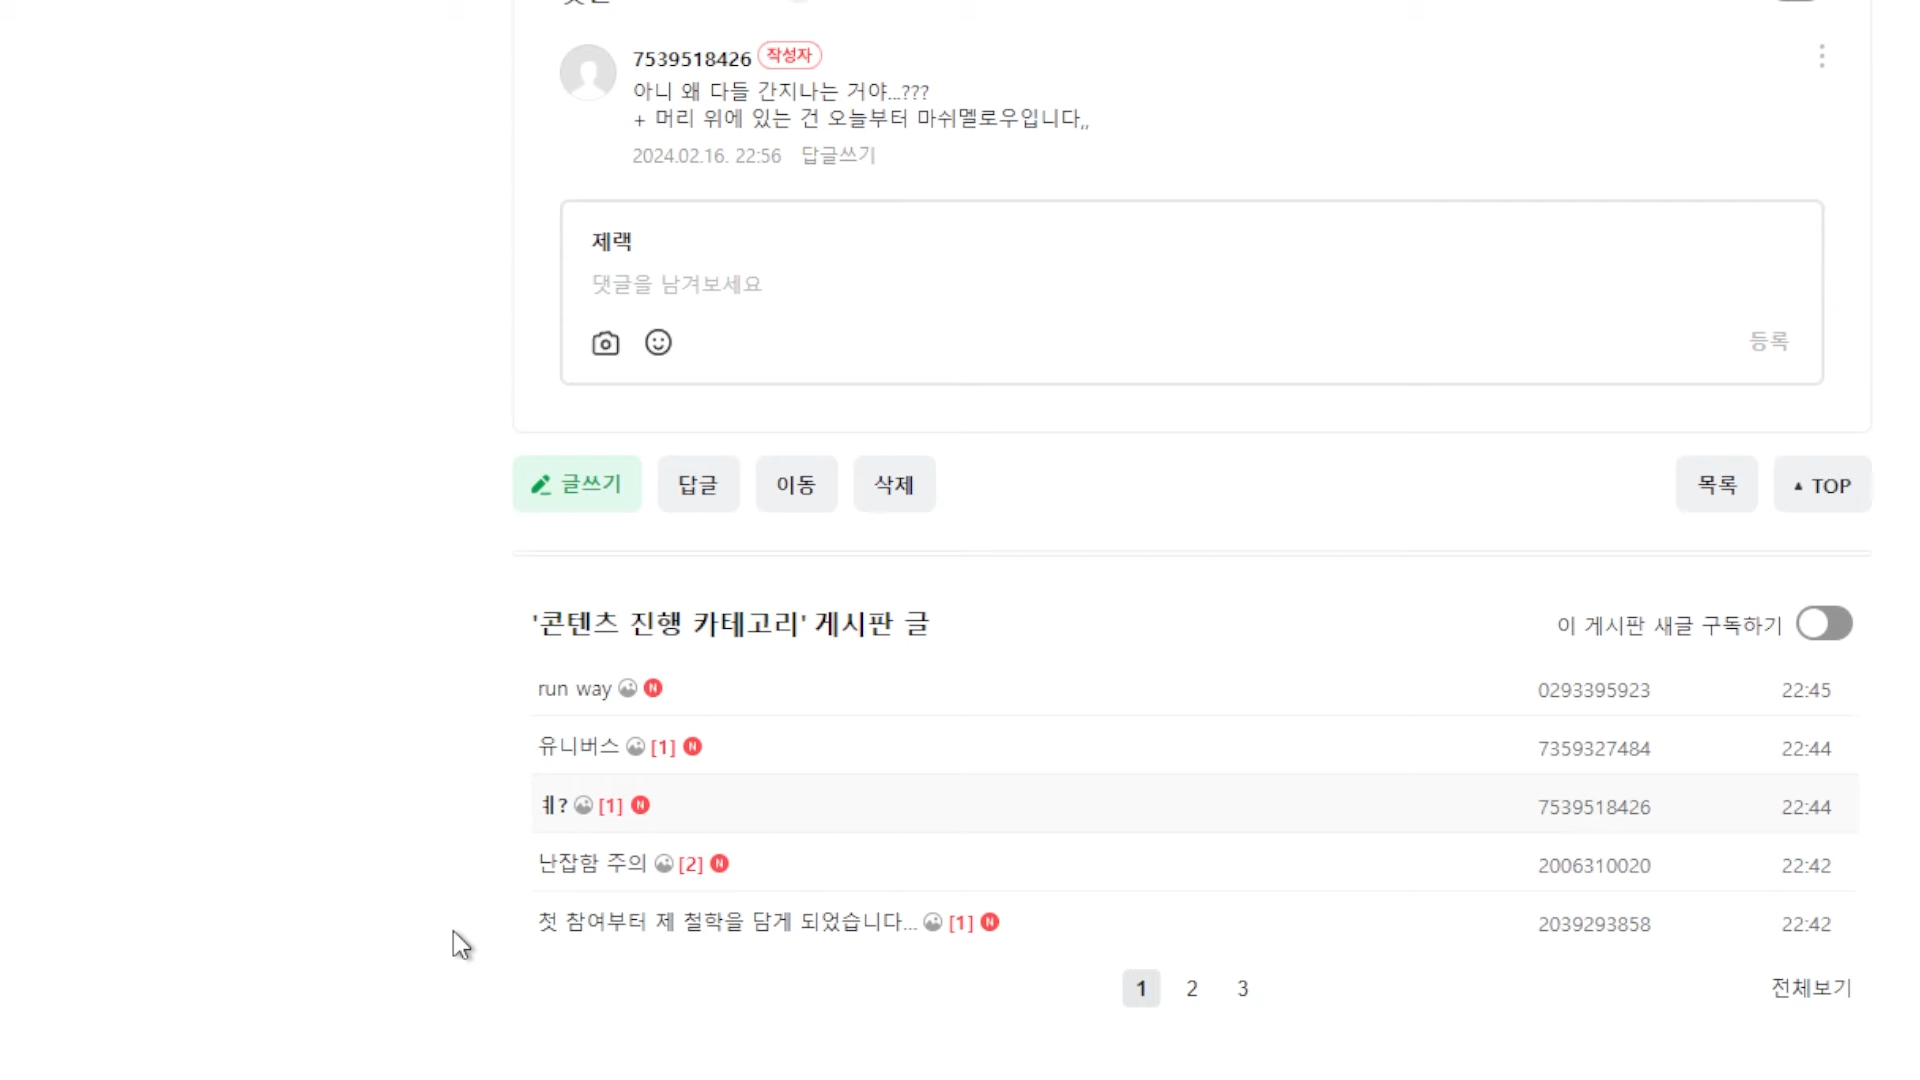 7539518426 작성자
아니 왜 다들 간지나는 거야...???
+ 머리 위에 있는 건 오늘부터 마쉬멜로우입니다,,
2024.02.16. 22:56 답글쓰기
제랙
댓글을 남겨보세요
등록
글쓰기 답글 이동 삭제 목록 ▲ TOP
'콘텐츠 진행 카테고리' 게시판 글
이 게시판 새글 구독하기
run way N 0293395923 22:45
유니버스 [1] N 7359327484 22:44
ㅖ? [1] N 7539518426 22:44
난잡함 주의 [2] N 2006310020 22:42
첫 참여부터 제 철학을 담게 되었습니다... [1] N 2039293858 22:42
1 2 3 전체보기